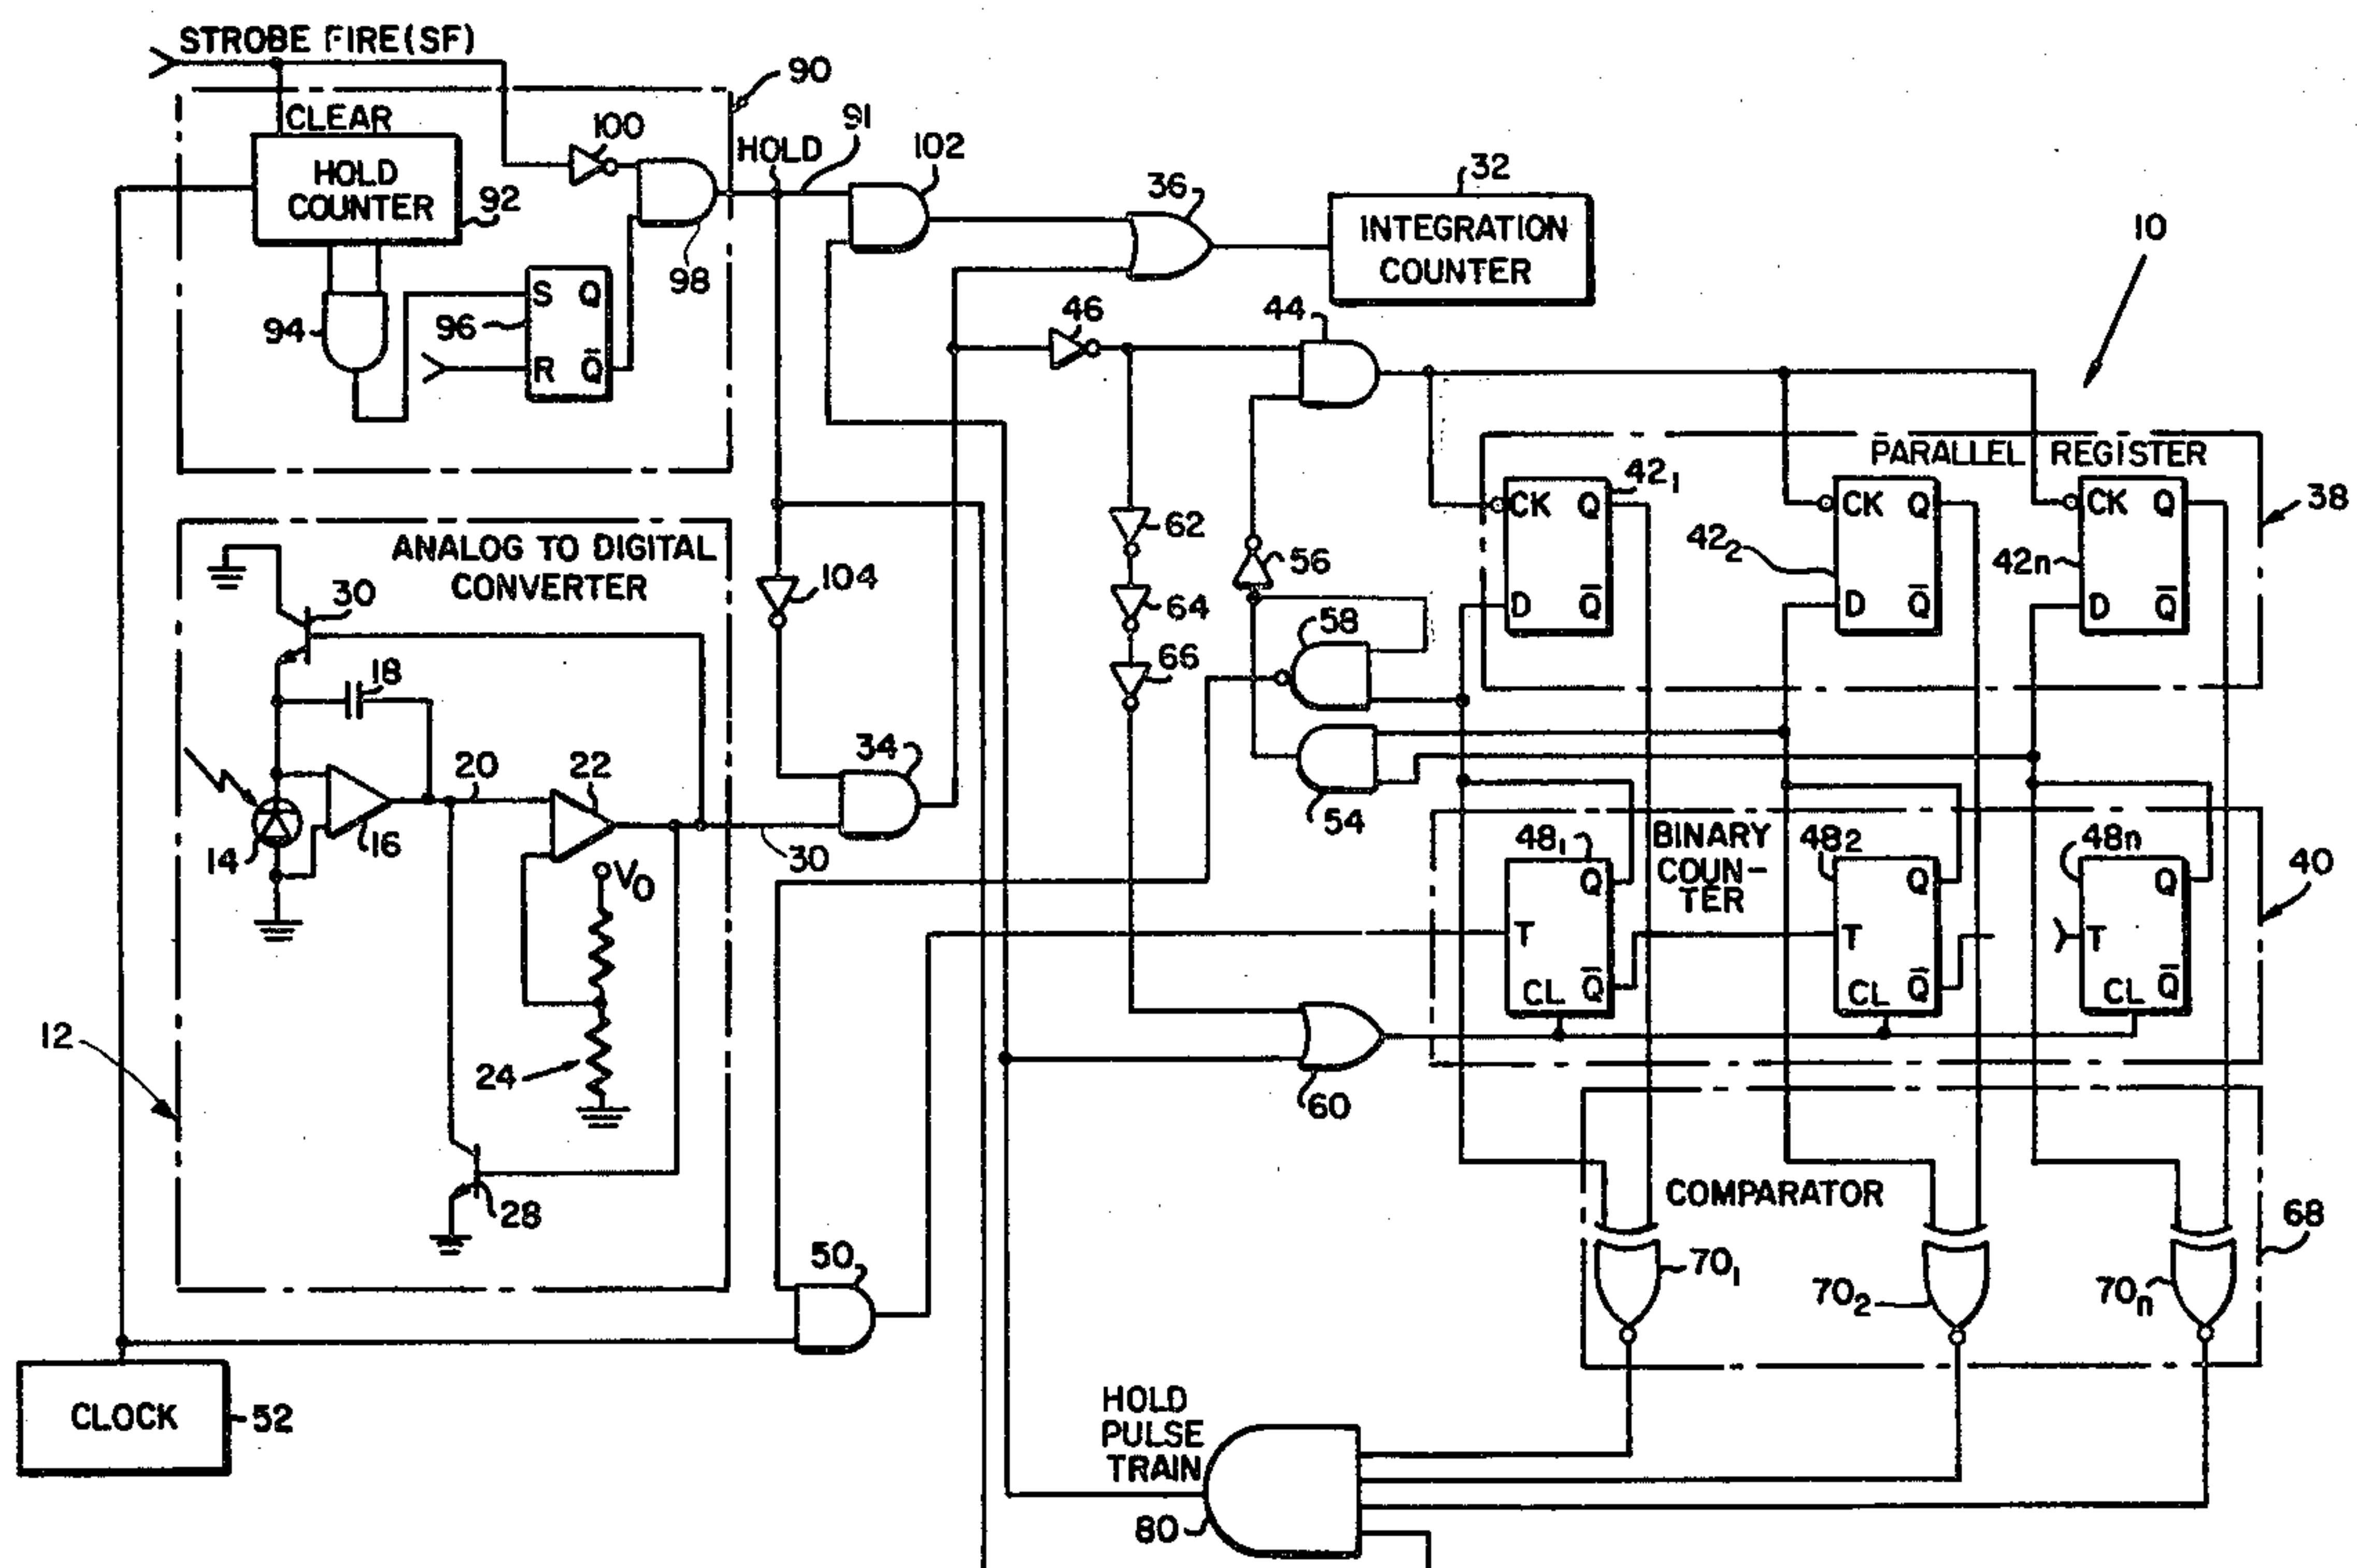 STROBE FIRE(SF)
90
CLEAR
100
HOLD
91
102
HOLD
COUNTER
92
36
32
INTEGRATION
COUNTER
10
98
S Q
94
96
R Q̅
46
44
PARALLEL REGISTER
42₁
CK Q
42₂
CK Q
42n
CK Q
38
D Q̅
D Q̅
D Q̅
ANALOG TO DIGITAL
CONVERTER
30
104
62
56
64
58
66
18
34
20
22
14
16
30
54
V₀
BINARY
COUN-
TER
48₁
Q
48₂
Q
48n
Q
40
T
T
T
CL Q̅
CL Q̅
CL Q̅
12
24
60
COMPARATOR
28
50
70₁
70₂
70n
68
CLOCK
52
HOLD
PULSE
TRAIN
80